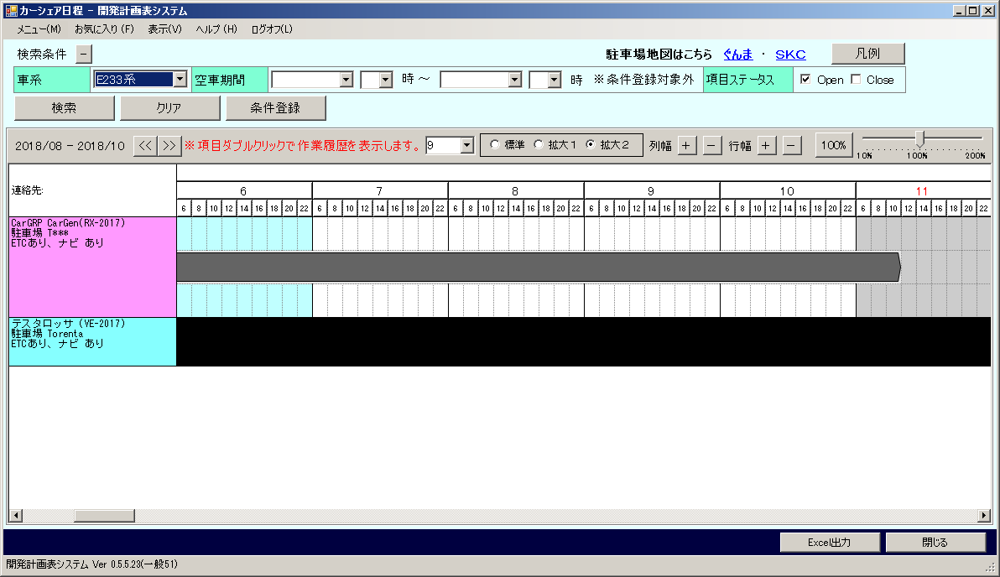 カーシェア日程 - 開発計画表システム
メニュー(M) お気に入り(F) 表示(V) ヘルプ(H) ログオフ(L)
検索条件 － 駐車場地図はこちら ぐんま ・ SKC 凡例
車系 E233系 空車期間 時～ 時 ※条件登録対象外 項目ステータス Open Close
検索 クリア 条件登録
2018/08 - 2018/10 << >> ※項目ダブルクリックで作業履歴を表示します。 9 標準 拡大１ 拡大２ 列幅 ＋ － 行幅 ＋ － 100% 10% 100% 200%
連絡先:
6 7 8 9 10 11
6 8 10 12 14 16 18 20 22 6 8 10 12 14 16 18 20 22 6 8 10 12 14 16 18 20 22 6 8 10 12 14 16 18 20 22 6 8 10 12 14 16 18 20 22 6 8 10 12 14 16 18 20 22
CarGRP CarGen(RX-2017)
駐車場 T***
ETCあり、ナビ あり
テスタロッサ (VE-2017)
駐車場 Torenta
ETCあり、ナビ あり
Excel出力 閉じる
開発計画表システム Ver 0.5.5.23(一般51)